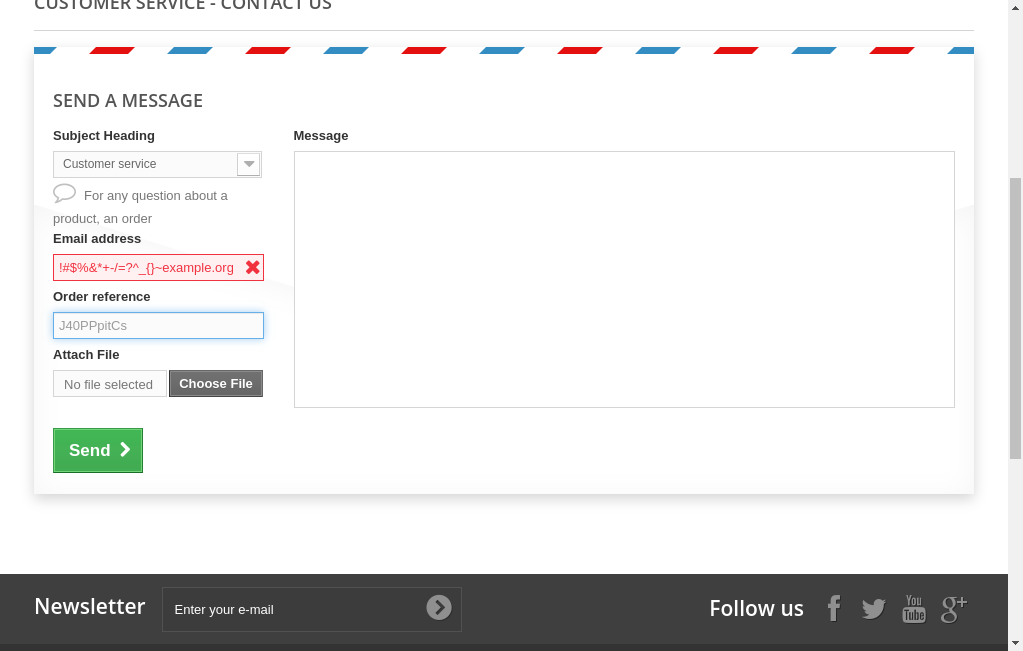 CUSTOMER SERVICE - CONTACT US
SEND A MESSAGE
Subject Heading
Customer service
For any question about a
product, an order
Email address
!#$%&*+-/=?^_{}~example.org
Order reference
J40PPpitCs
Attach File
No file selected
Choose File
Send
Message
Newsletter
Enter your e-mail
Follow us
You
Tube
g+